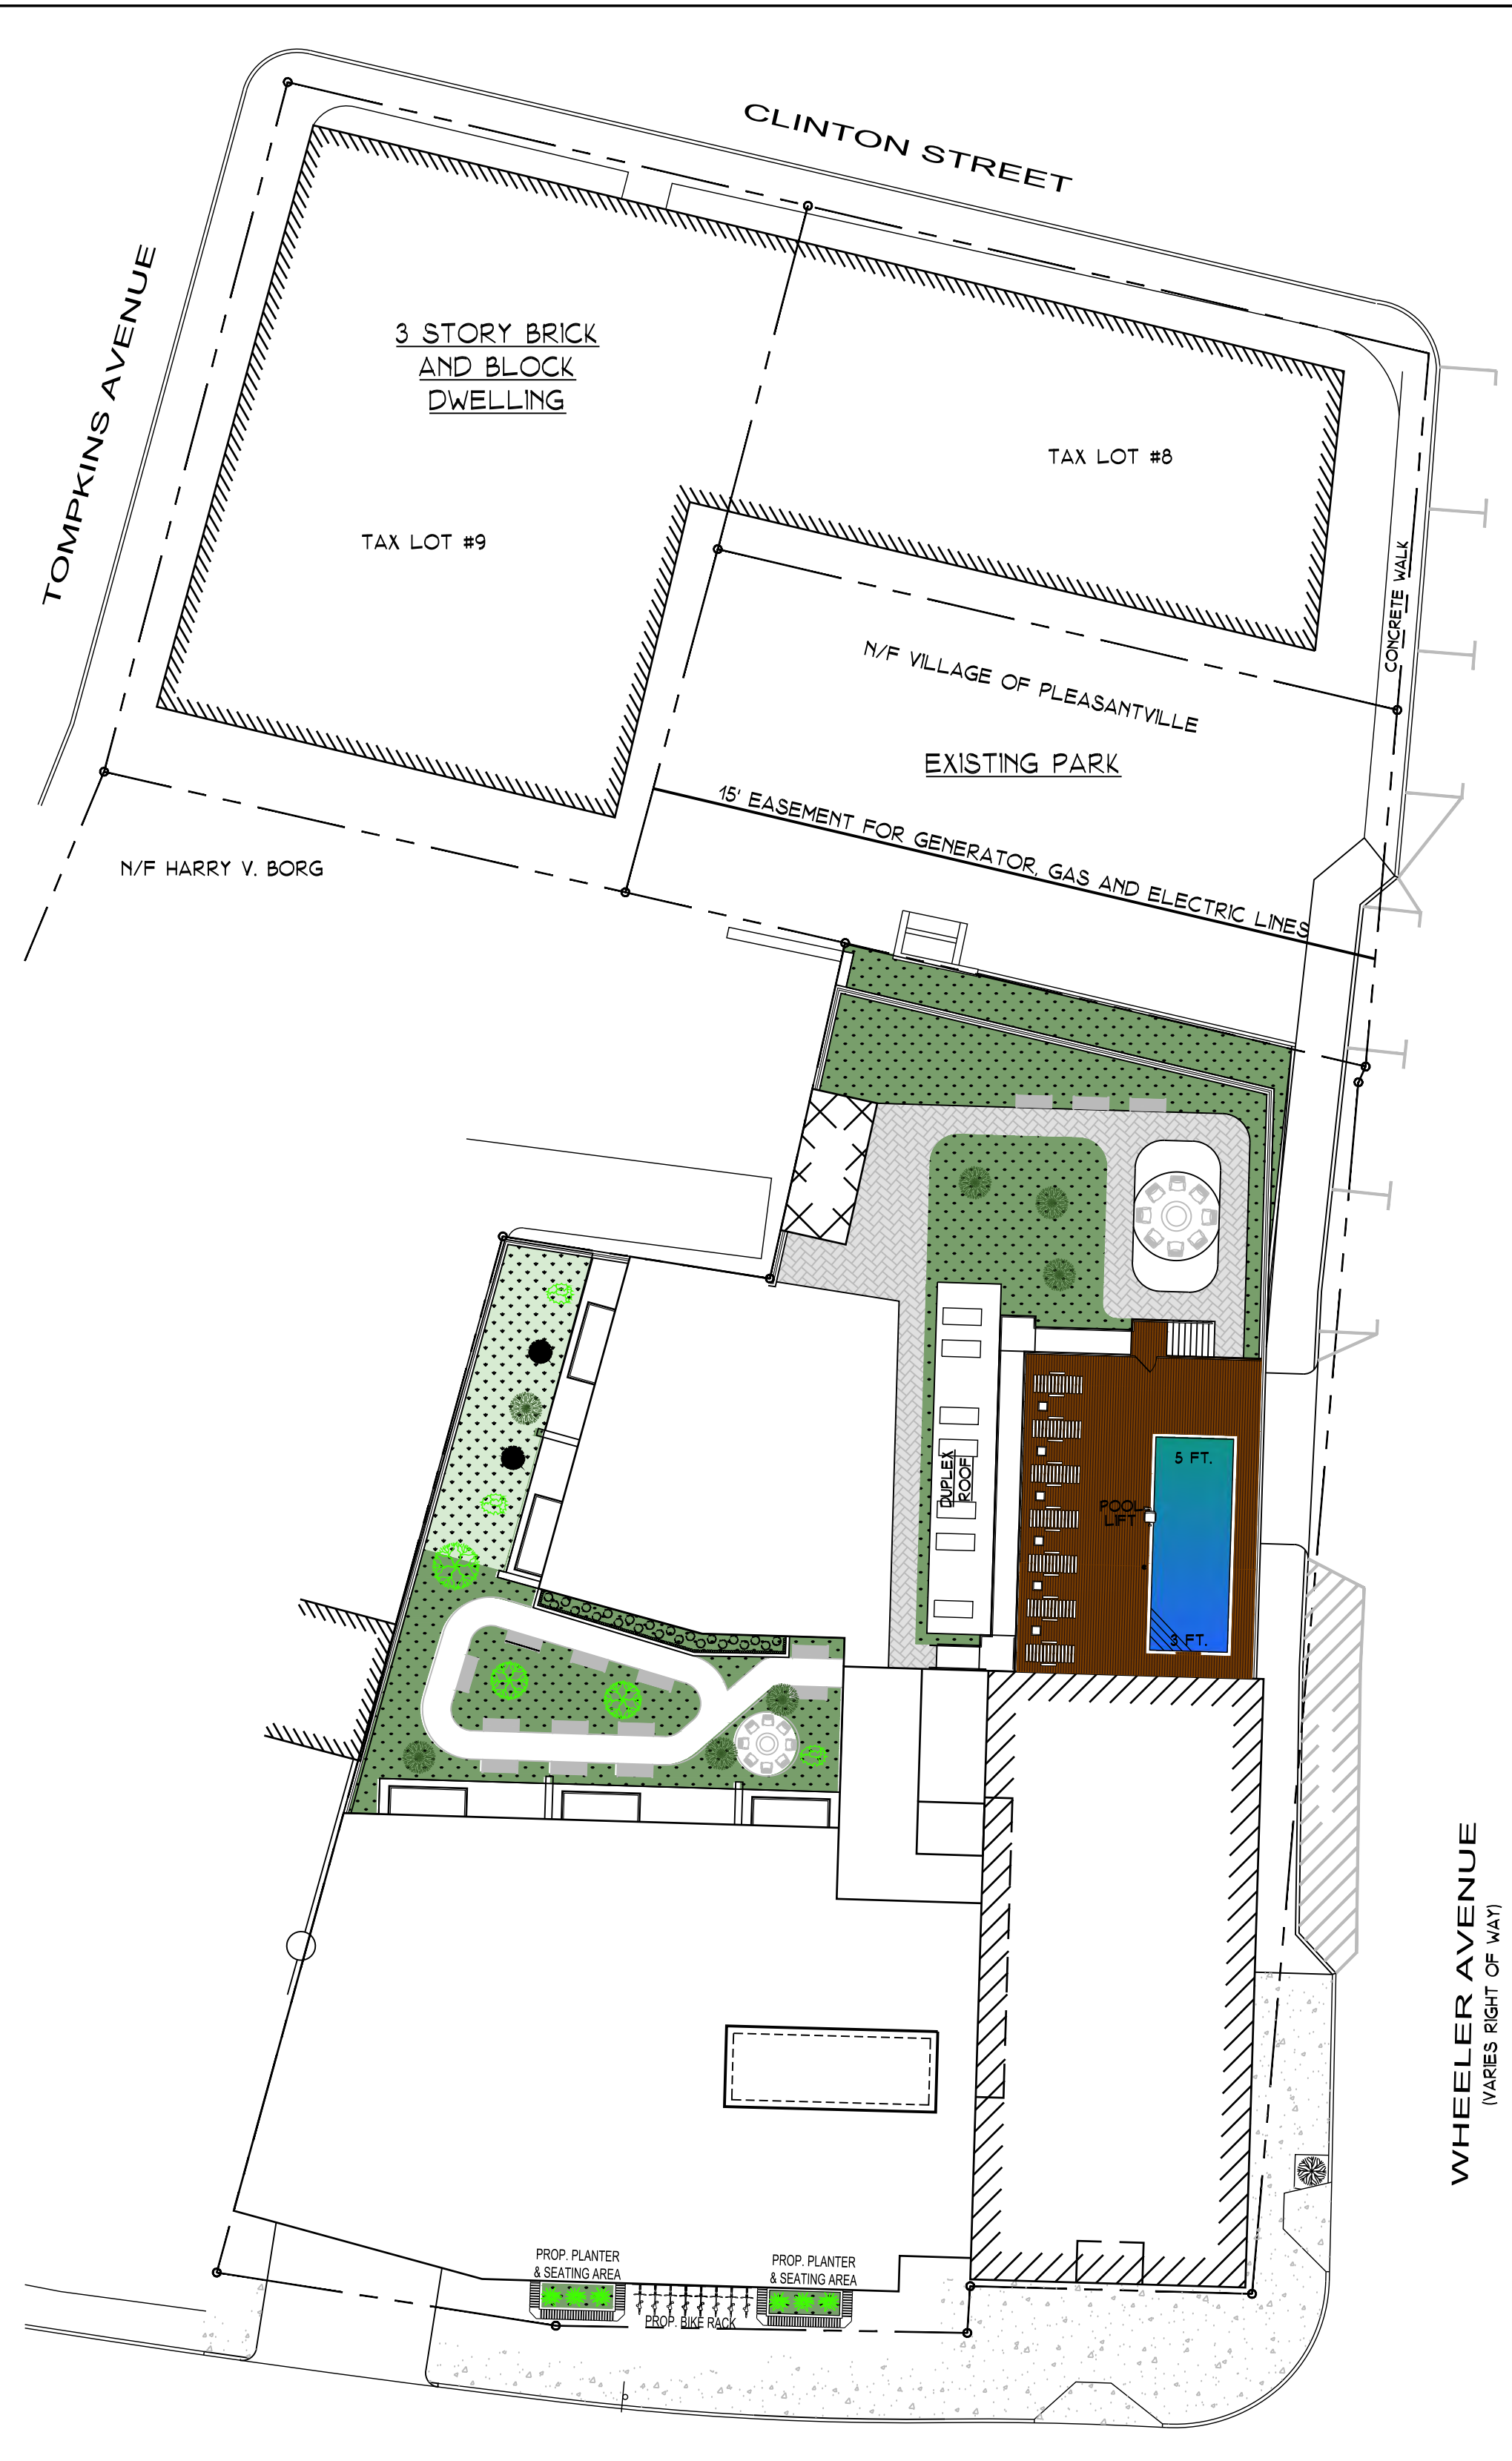 CLINTON STREET
TOMPKINS AVENUE
3 STORY BRICK
AND BLOCK
DWELLING
TAX LOT #8
TAX LOT #9
CONCRETE WALK
N/F VILLAGE OF PLEASANTVILLE
EXISTING PARK
15' EASEMENT FOR GENERATOR, GAS AND ELECTRIC LINES
N/F HARRY V. BORG
DUPLEX
ROOF
5 FT.
POOL
LIFT
3 FT.
WHEELER AVENUE
(VARIES RIGHT OF WAY)
PROP. PLANTER
& SEATING AREA
PROP. PLANTER
& SEATING AREA
PROP. BIKE RACK